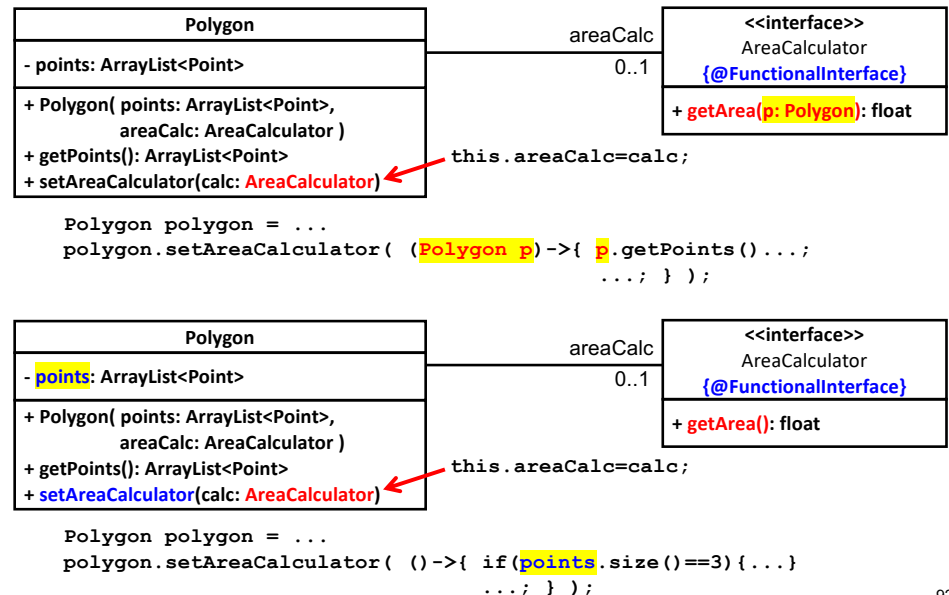 Polygon
- points: ArrayList<Point>
+ Polygon( points: ArrayList<Point>,
areaCalc: AreaCalculator )
+ getPoints(): ArrayList<Point>
+ setAreaCalculator(calc: AreaCalculator)
areaCalc
0..1
<<interface>>
AreaCalculator
{@FunctionalInterface}
+ getArea(p: Polygon): float
this.areaCalc=calc;
Polygon polygon = ...
polygon.setAreaCalculator( (Polygon p)->{ p.getPoints()...;
...; } );
Polygon
- points: ArrayList<Point>
+ Polygon( points: ArrayList<Point>,
areaCalc: AreaCalculator )
+ getPoints(): ArrayList<Point>
+ setAreaCalculator(calc: AreaCalculator)
areaCalc
0..1
<<interface>>
AreaCalculator
{@FunctionalInterface}
+ getArea(): float
this.areaCalc=calc;
Polygon polygon = ...
polygon.setAreaCalculator( ()->{ if(points.size()==3){...}
...; } );